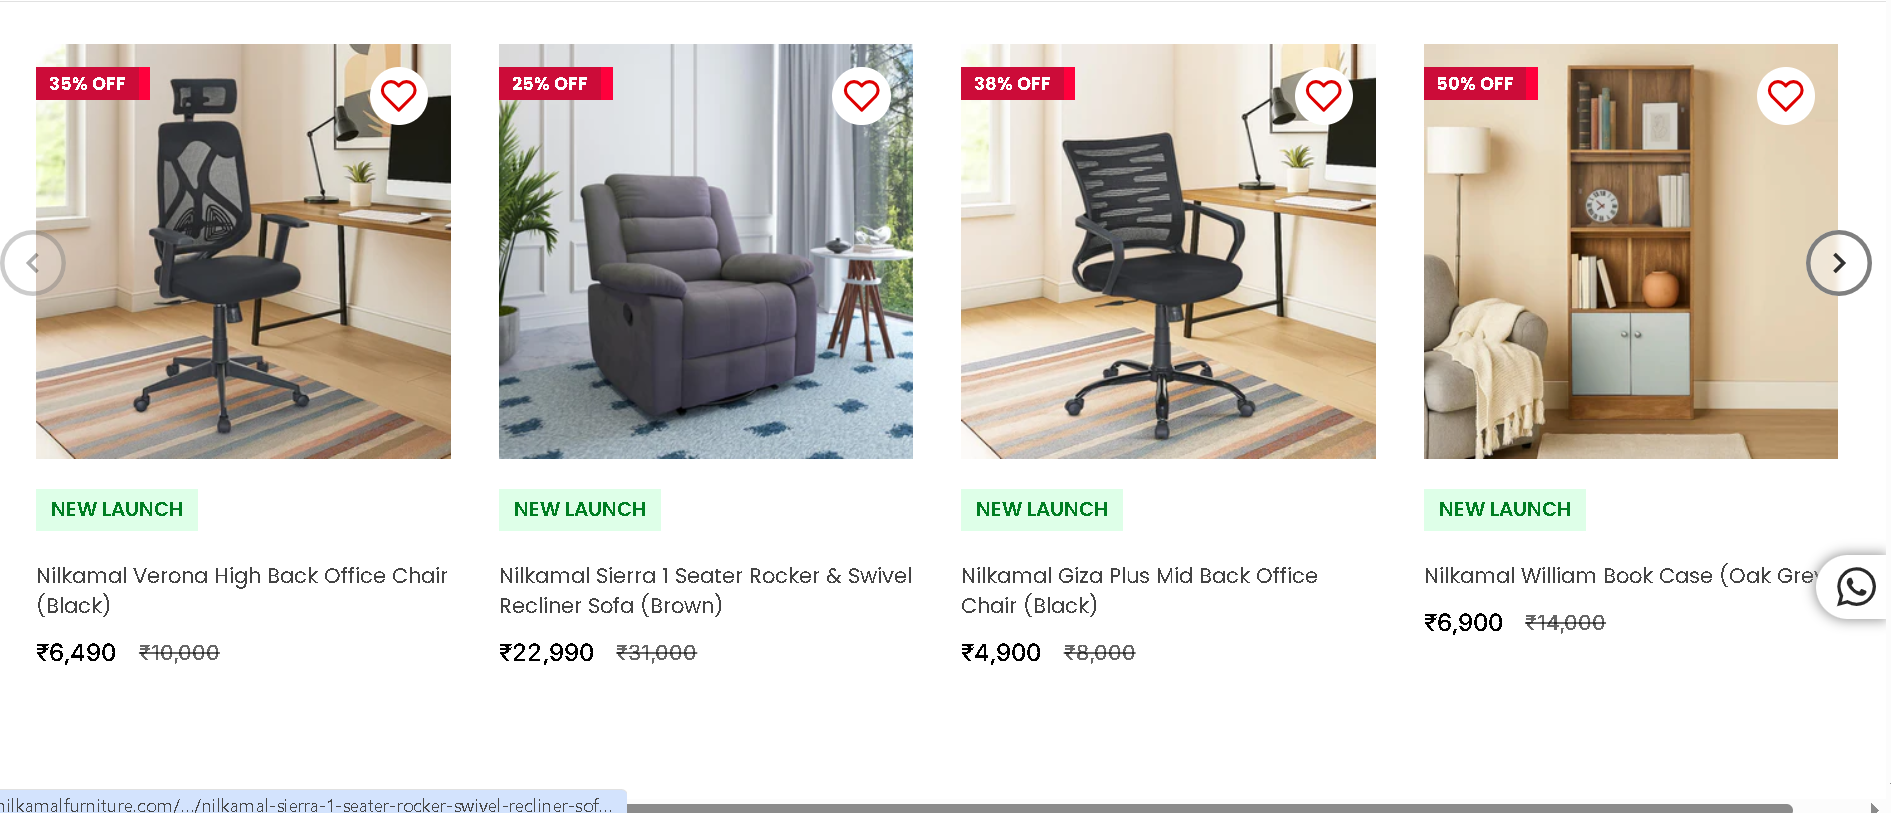 35% OFF
25% OFF
38% OFF
50% OFF
NEW LAUNCH
NEW LAUNCH
NEW LAUNCH
NEW LAUNCH
Nilkamal Verona High Back Office Chair
(Black)
₹6,490 ₹10,000
Nilkamal Sierra 1 Seater Rocker & Swivel
Recliner Sofa (Brown)
₹22,990 ₹31,000
Nilkamal Giza Plus Mid Back Office
Chair (Black)
₹4,900 ₹8,000
Nilkamal William Book Case (Oak Grey
₹6,900 ₹14,000
nilkamalfurniture.com/.../nilkamal-sierra-1-seater-rocker-swivel-recliner-sof...